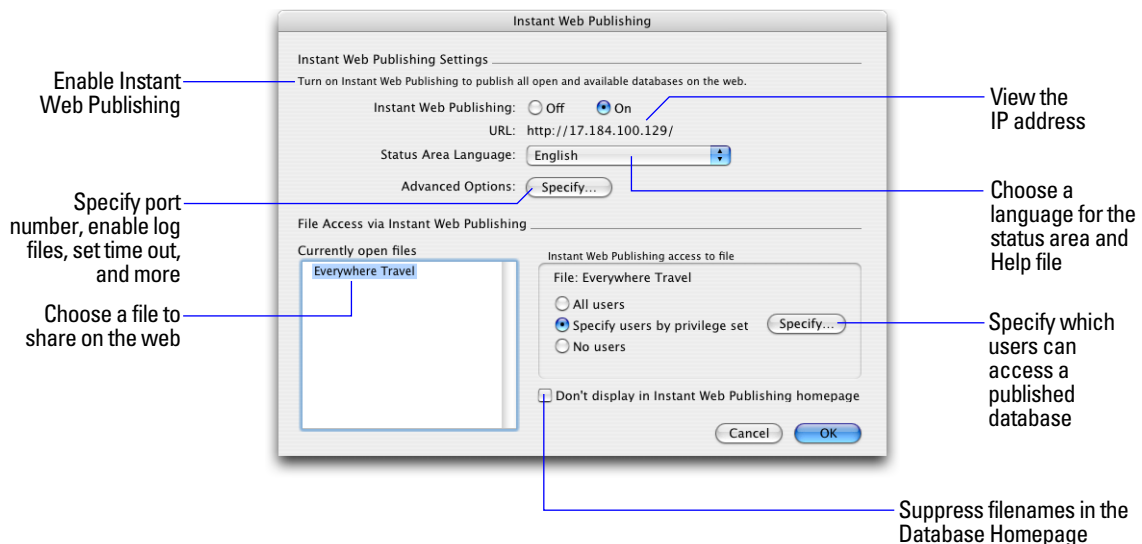 Instant Web Publishing
Instant Web Publishing Settings
Turn on Instant Web Publishing to publish all open and available databases on the web.
Instant Web Publishing: Off On
URL: http://17.184.100.129/
Status Area Language: English
Advanced Options: Specify...
File Access via Instant Web Publishing
Currently open files
Everywhere Travel
Instant Web Publishing access to file
File: Everywhere Travel
All users
Specify users by privilege set Specify...
No users
Don't display in Instant Web Publishing homepage
Cancel OK
Enable Instant
Web Publishing
Specify port
number, enable log
files, set time out,
and more
Choose a file to
share on the web
View the
IP address
Choose a
language for the
status area and
Help file
Specify which
users can
access a
published
database
Suppress filenames in the
Database Homepage